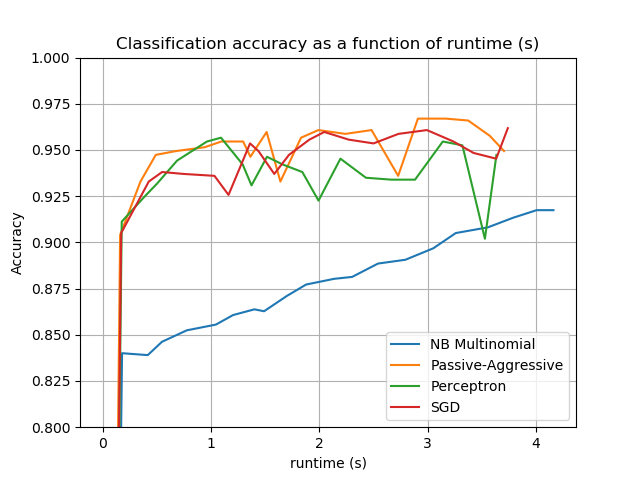 Classification accuracy as a function of runtime (s)
1.000
0.975
0.950
0.925
0.900
0.875
0.850
0.825
0.800
Accuracy
NB Multinomial
Passive-Aggressive
Perceptron
SGD
0 1 2 3 4
runtime (s)